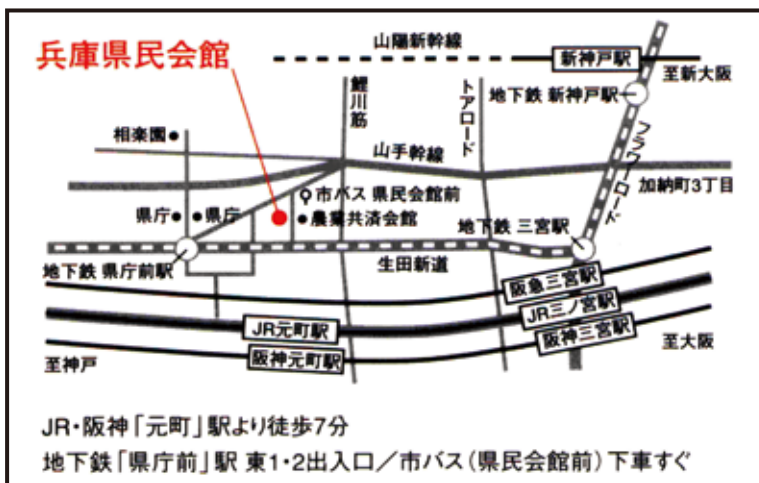 兵庫県民会館
山陽新幹線
新神戸駅
至新大阪
地下鉄 新神戸駅
鯉川筋
トアロード
フラワーロード
相楽園
山手幹線
加納町3丁目
市バス 県民会館前
県庁
県庁
農業共済会館
地下鉄 三宮駅
地下鉄 県庁前駅
生田新道
阪急三宮駅
JR三ノ宮駅
JR元町駅
阪神三宮駅
至大阪
阪神元町駅
至神戸
JR・阪神「元町」駅より徒歩7分
地下鉄「県庁前」駅 東1・2出入口／市バス（県民会館前）下車すぐ